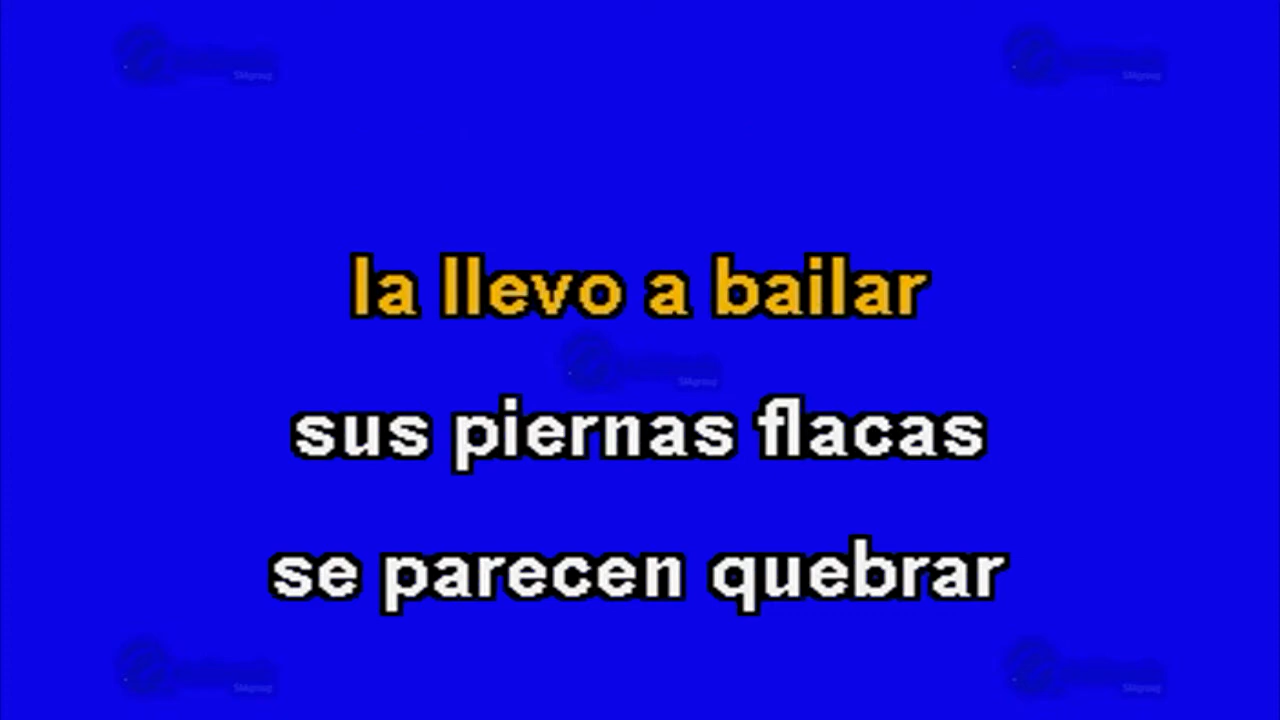 la llevo a bailar
sus piernas flacas
se parecen quebrar